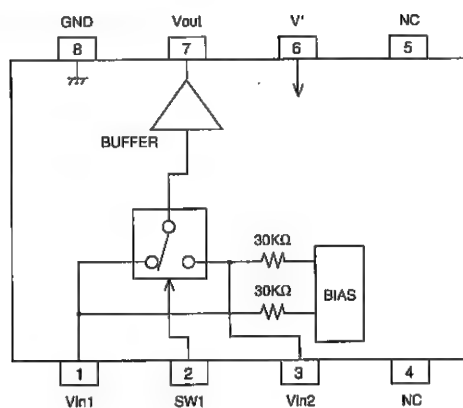 GND
Vout
V'
NC
8
7
6
5
BUFFER
30KΩ
30KΩ
BIAS
1
2
3
4
Vin1
SW1
Vin2
NC